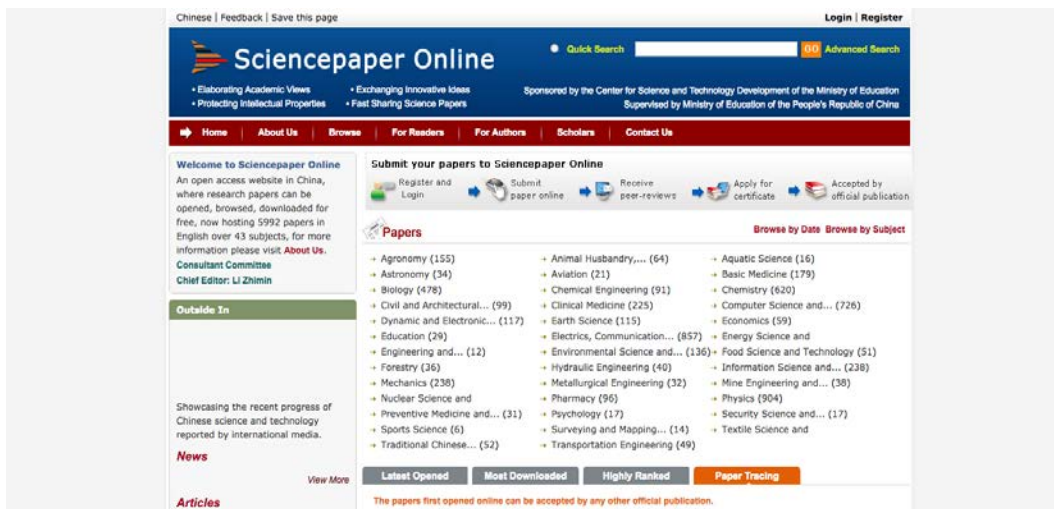 Chinese | Feedback | Save this page
Login | Register
Sciencepaper Online
Quick Search
GO Advanced Search
• Elaborating Academic Views • Exchanging Innovative Ideas
• Protecting Intellectual Properties • Fast Sharing Science Papers
Sponsored by the Center for Science and Technology Development of the Ministry of Education
Supervised by Ministry of Education of the People's Republic of China
Home | About Us | Browse | For Readers | For Authors | Scholars | Contact Us
Welcome to Sciencepaper Online
An open access website in China,
where research papers can be
opened, browsed, downloaded for
free, now hosting 5992 papers in
English over 43 subjects, for more
information please visit About Us.
Consultant Committee
Chief Editor: Li Zhimin
Outside In
Showcasing the recent progress of
Chinese science and technology
reported by international media.
News
View More
Articles
Submit your papers to Sciencepaper Online
Register and
Login
Submit
paper online
Receive
peer-reviews
Apply for
certificate
Accepted by
official publication
Papers
Browse by Date Browse by Subject
Agronomy (155) Animal Husbandry,... (64) Aquatic Science (16)
Astronomy (34) Aviation (21) Basic Medicine (179)
Biology (478) Chemical Engineering (91) Chemistry (620)
Civil and Architectural... (99) Clinical Medicine (225) Computer Science and... (726)
Dynamic and Electronic... (117) Earth Science (115) Economics (59)
Education (29) Electrics, Communication... (857) Energy Science and
Engineering and... (12) Environmental Science and... (136) Food Science and Technology (51)
Forestry (36) Hydraulic Engineering (40) Information Science and... (238)
Mechanics (238) Metallurgical Engineering (32) Mine Engineering and... (38)
Nuclear Science and Pharmacy (96) Physics (904)
Preventive Medicine and... (31) Psychology (17) Security Science and... (17)
Sports Science (6) Surveying and Mapping... (14) Textile Science and
Traditional Chinese... (52) Transportation Engineering (49)
Latest Opened Most Downloaded Highly Ranked Paper Tracing
The papers first opened online can be accepted by any other official publication.